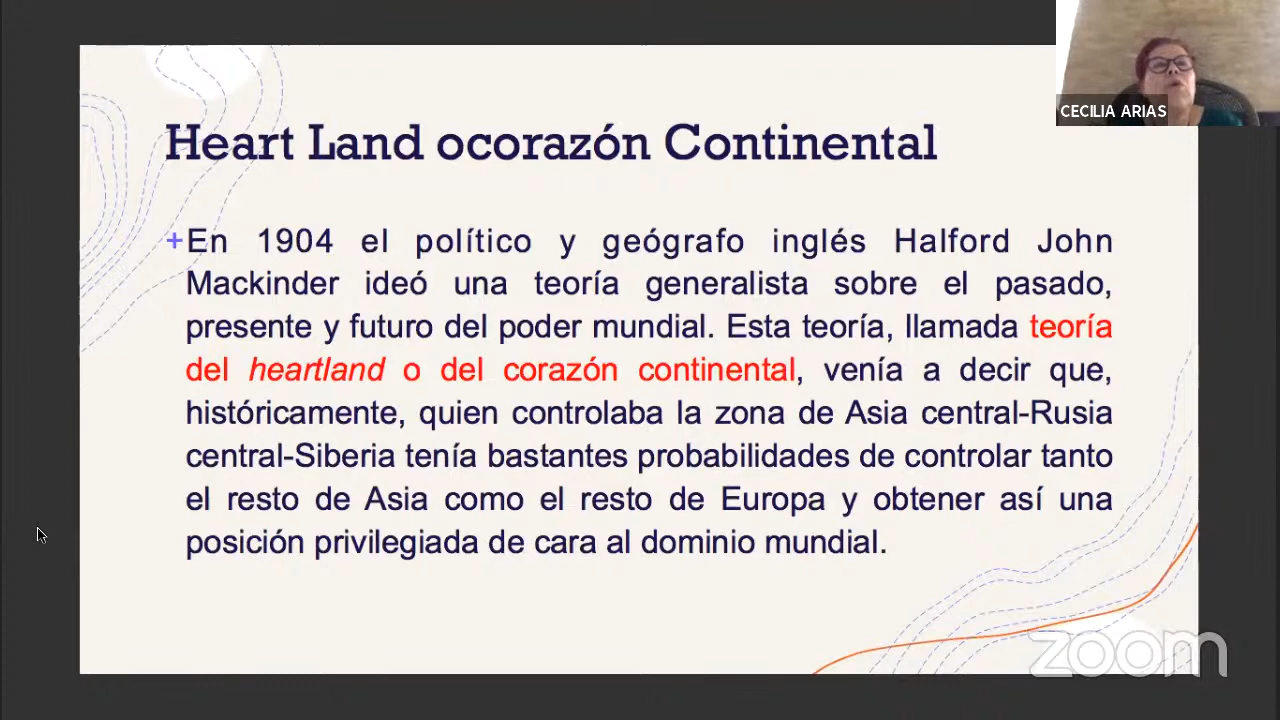 CECILIA ARIAS
Heart Land ocorazón Continental
+En 1904 el político y geógrafo inglés Halford John
Mackinder ideó una teoría generalista sobre el pasado,
presente y futuro del poder mundial. Esta teoría, llamada teoría
del heartland o del corazón continental, venía a decir que,
históricamente, quien controlaba la zona de Asia central-Rusia
central-Siberia tenía bastantes probabilidades de controlar tanto
el resto de Asia como el resto de Europa y obtener así una
posición privilegiada de cara al dominio mundial.
zoom